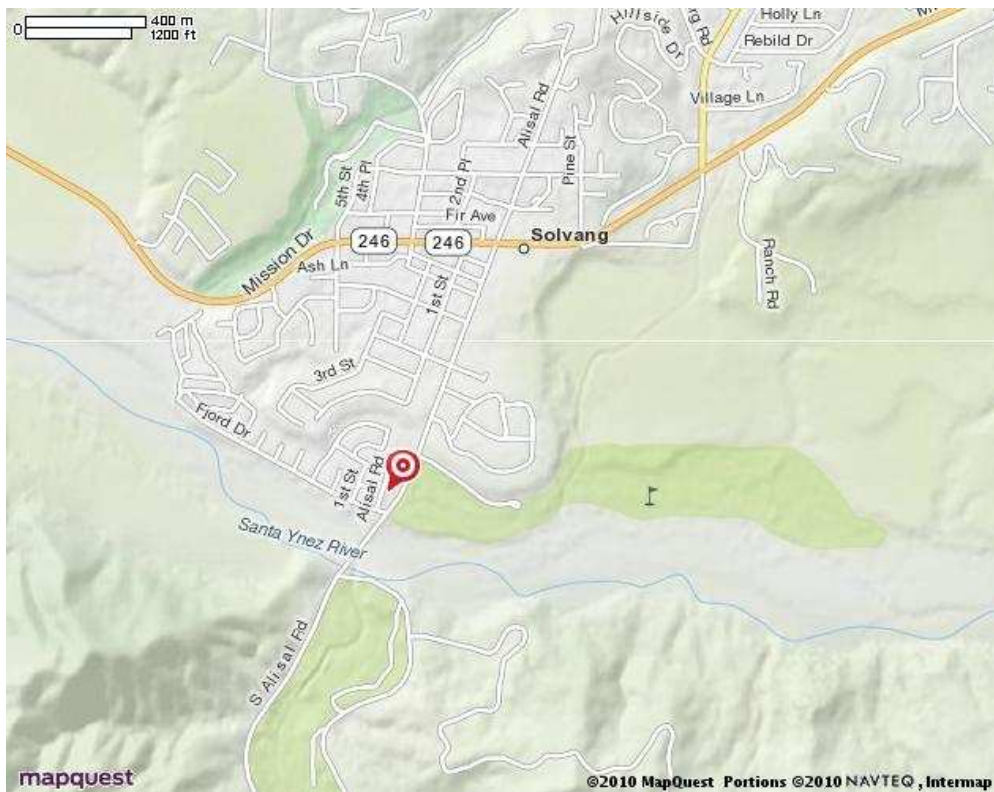 0
400 m
1200 ft
Hillside Dr
rg Rd
Holly Ln
Rebild Dr
Village Ln
Alisal Rd
Pine St
2nd Pl
5th St
4th Pl
Fir Ave
Solvang
246
246
Mission Dr
Ash Ln
1st St
Ranch Rd
3rd St
Fjord Dr
1st St
Alisal Rd
Santa Ynez River
S Alisal Rd
mapquest
©2010 MapQuest Portions ©2010 NAVTEQ, Intermap